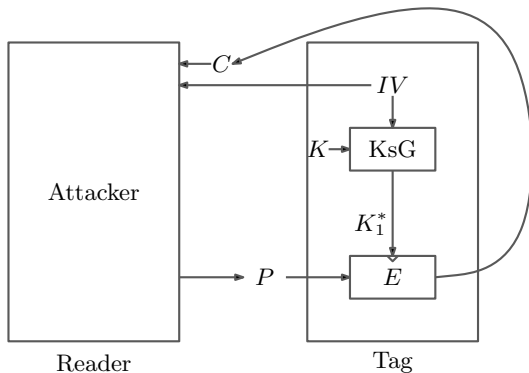 C
IV
K
KsG
Attacker
K_1^*
P
E
Reader
Tag